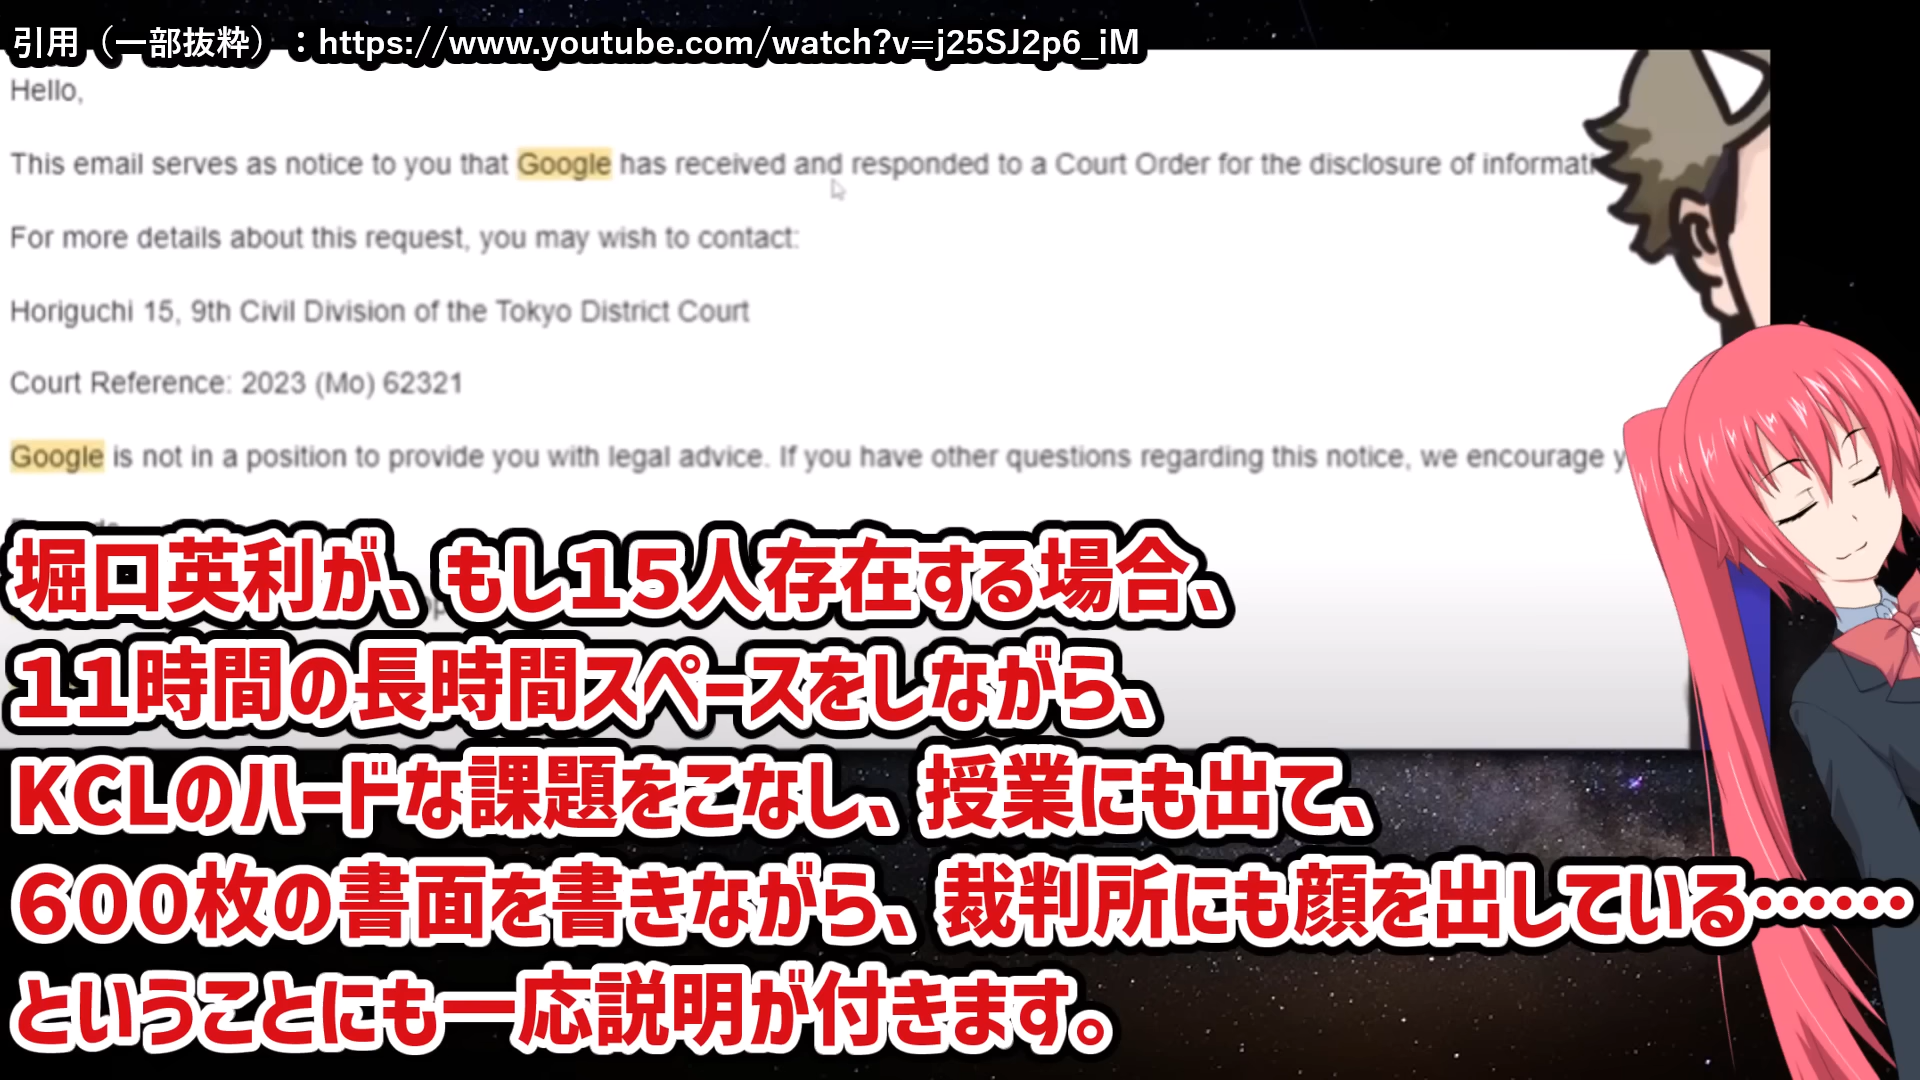 引用（一部抜粋）：https://www.youtube.com/watch?v=j25SJ2p6_iM
Hello,
This email serves as notice to you that Google has received and responded to a Court Order for the disclosure of
For more details about this request, you may wish to contact:
Horiguchi 15, 9th Civil Division of the Tokyo District Court
Court Reference: 2023 (Mo) 62321
Google is not in a position to provide you with legal advice. If you have other questions regarding this notice, we encourage
堀口英利が、もし１５人存在する場合、
１１時間の長時間スペースをしながら、
KCLのハードな課題をこなし、授業にも出て、
６００枚の書面を書きながら、裁判所にも顔を出している……
ということにも一応説明が付きます。